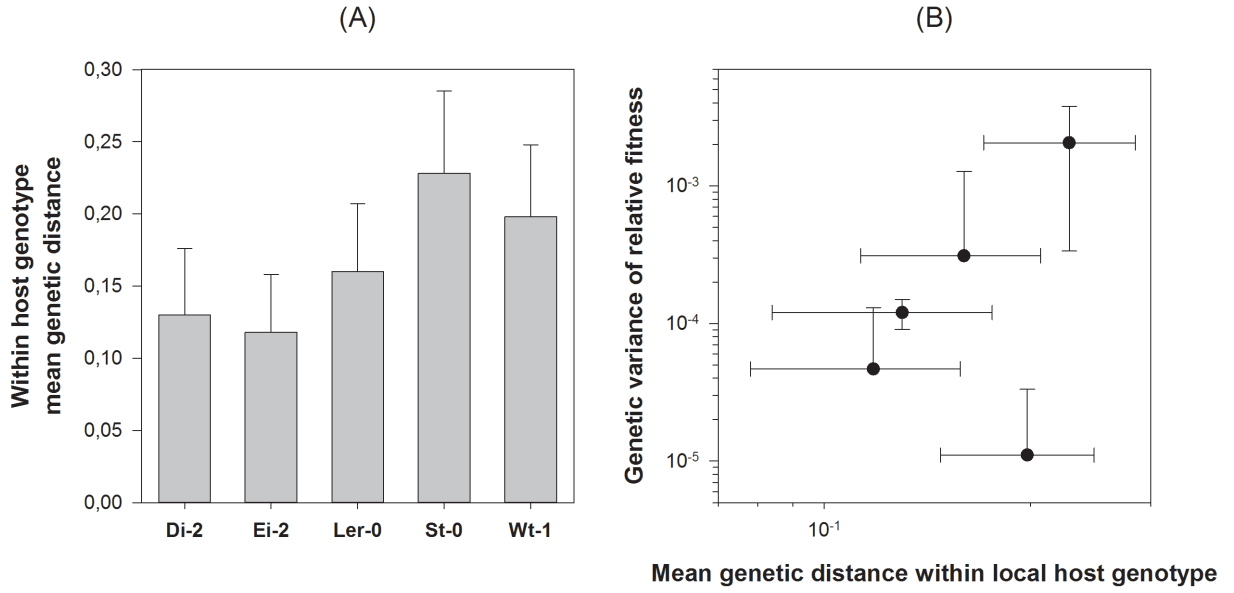 (A)
Within host genotype
mean genetic distance
0,30
0,25
0,20
0,15
0,10
0,05
0,00
Di-2
Ei-2
Ler-0
St-0
Wt-1
(B)
Genetic variance of relative fitness
10-3
10-4
10-5
10-1
Mean genetic distance within local host genotype